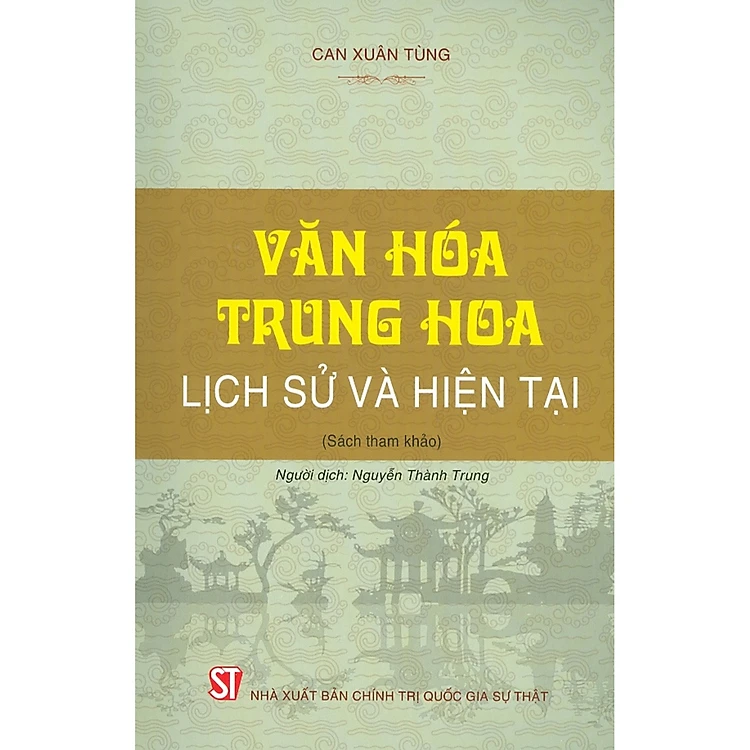 CAN XUÂN TÙNG
VĂN HÓA
TRUNG HOA
LỊCH SỬ VÀ HIỆN TẠI
(Sách tham khảo)
Người dịch: Nguyễn Thành Trung
ST
NHÀ XUẤT BẢN CHÍNH TRỊ QUỐC GIA SỰ THẬT